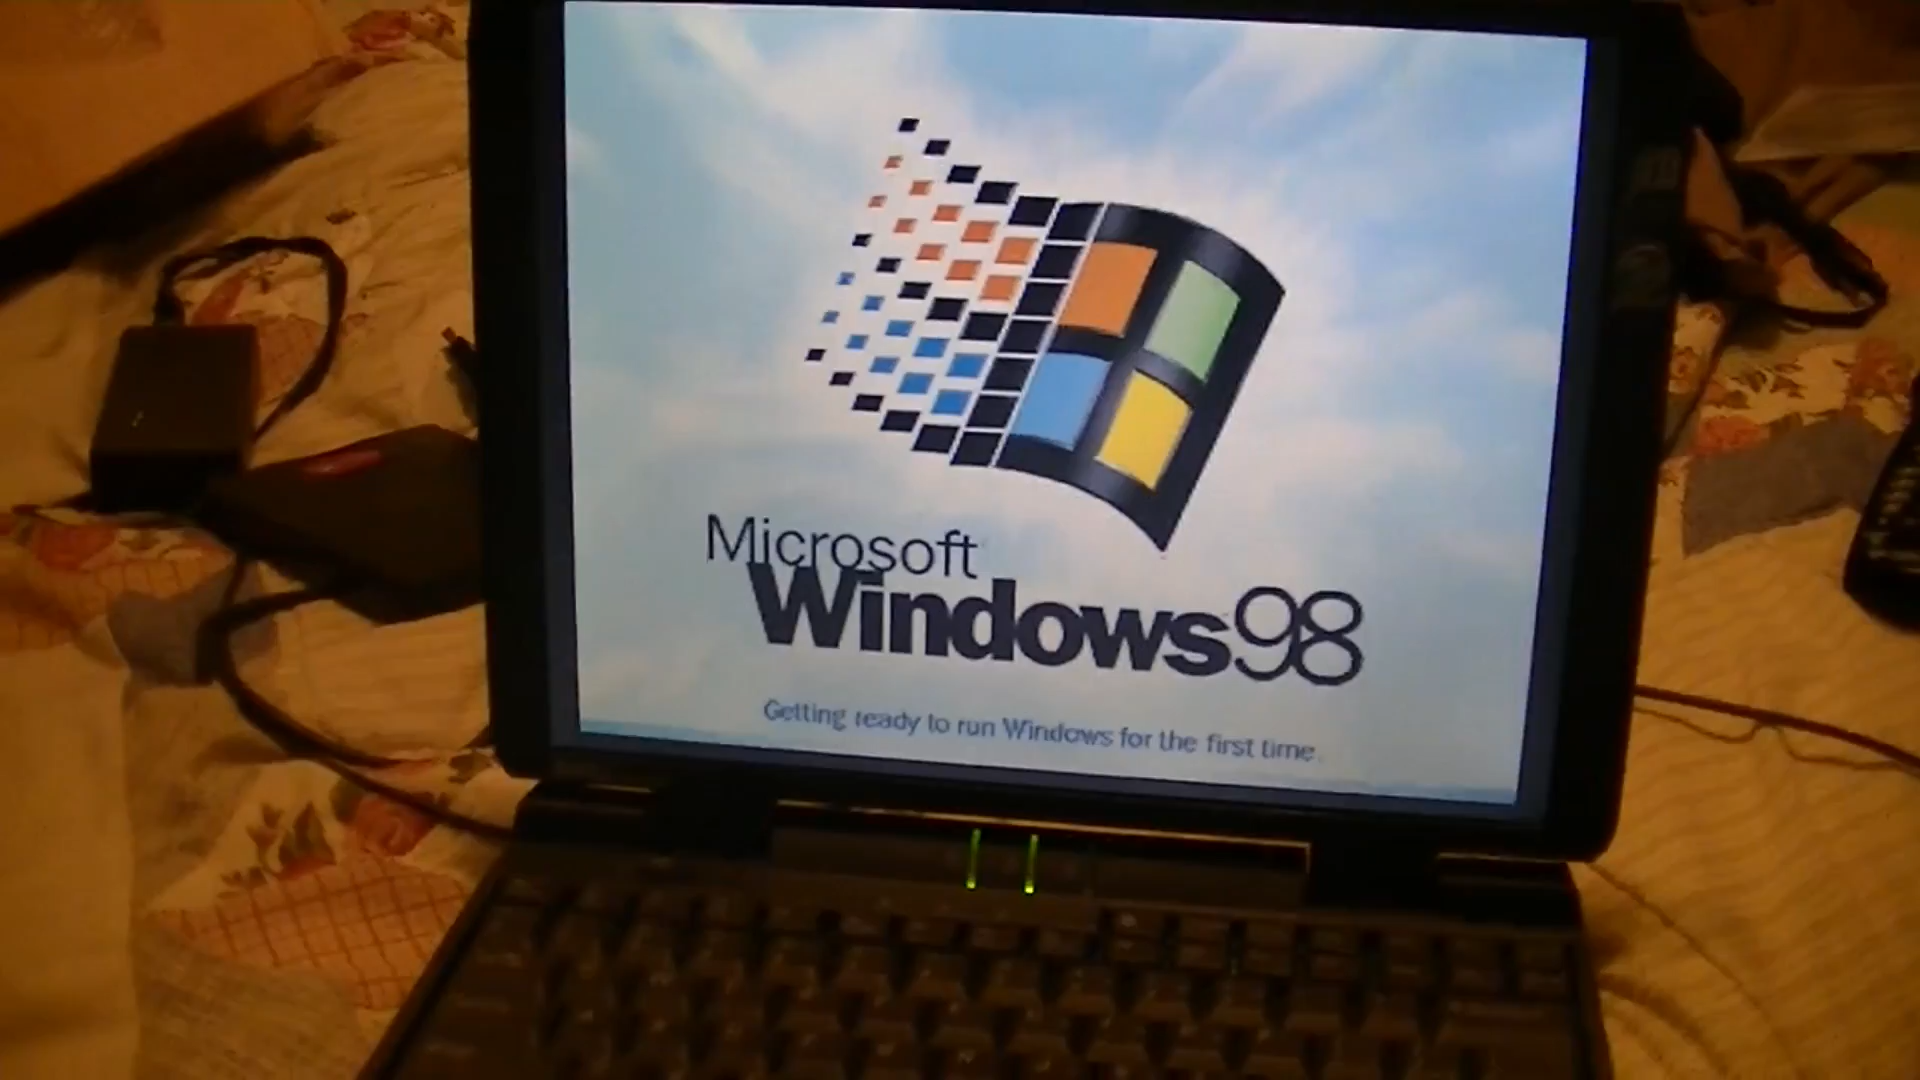 Microsoft
Windows98
Getting ready to run Windows for the first time.